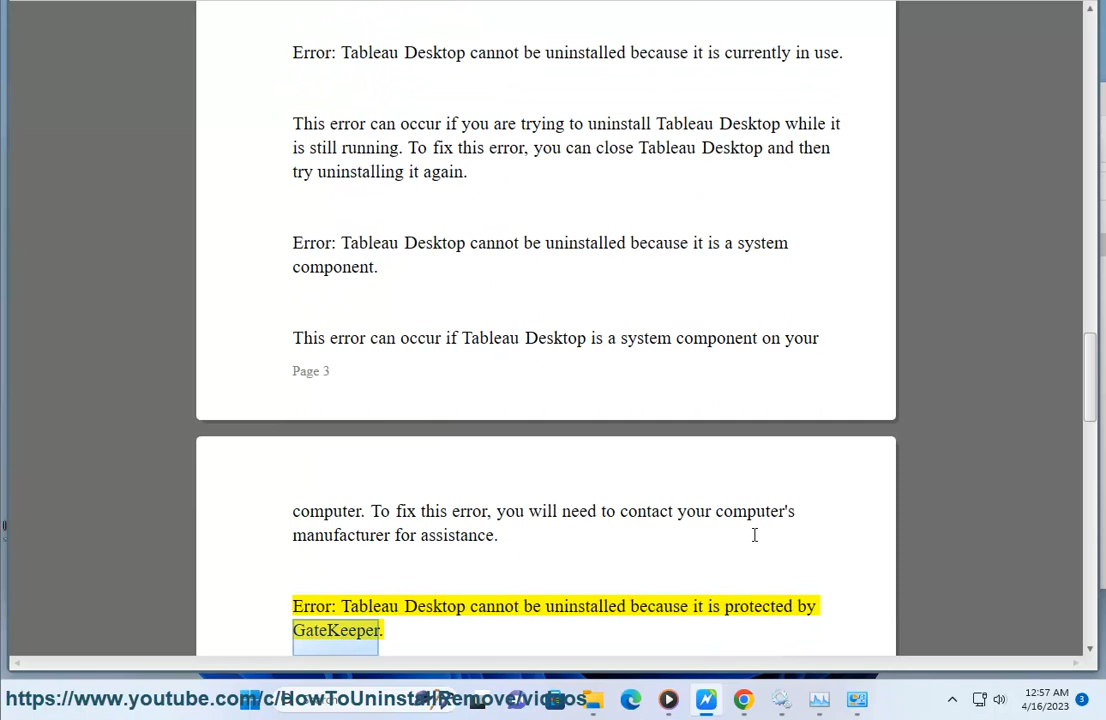 Error: Tableau Desktop cannot be uninstalled because it is currently in use.
This error can occur if you are trying to uninstall Tableau Desktop while it
is still running. To fix this error, you can close Tableau Desktop and then
try uninstalling it again.
Error: Tableau Desktop cannot be uninstalled because it is a system
component.
This error can occur if Tableau Desktop is a system component on your
Page 3
computer. To fix this error, you will need to contact your computer's
manufacturer for assistance.
Error: Tableau Desktop cannot be uninstalled because it is protected by
GateKeeper.
https://www.youtube.com/c/HowToUninstallRemove/videos
12:57 AM
4/16/2023
3